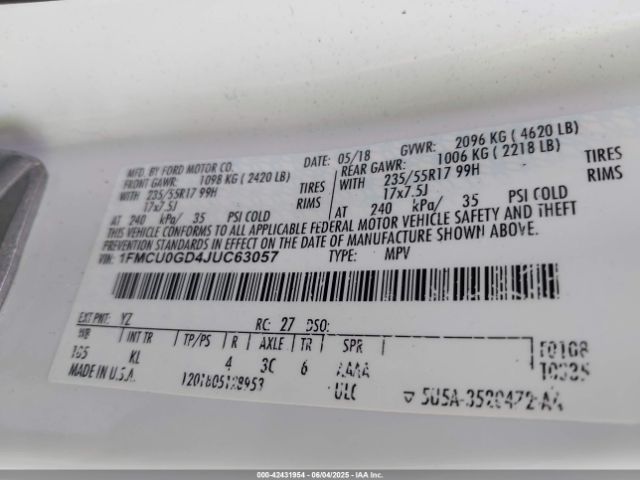 MFD. BY FORD MOTOR CO.
DATE: 05/18 GVWR: 2096 KG ( 4620 LB)
FRONT GAWR: 1098 KG ( 2420 LB) REAR GAWR: 1006 KG ( 2218 LB)
WITH 235/55R17 99H TIRES WITH 235/55R17 99H TIRES
17x7.5J RIMS 17x7.5J RIMS
AT 240 kPa/ 35 PSI COLD AT 240 kPa/ 35 PSI COLD
THIS VEHICLE CONFORMS TO ALL APPLICABLE FEDERAL MOTOR VEHICLE SAFETY AND THEFT
PREVENTION STANDARDS IN EFFECT ON THE DATE OF MANUFACTURE SHOWN ABOVE.
VIN: 1FMCU0GD4JUC63057 TYPE: MPV
EXT PNT: YZ RC: 27 DSO:
WB INT TR TP/PS R AXLE TR SPR
105 KL 4 3C 6 AAAA
MADE IN U.S.A. ULC
5U5A-3520472-AA
000-42431954 | 06/04/2025 | IAA Inc.